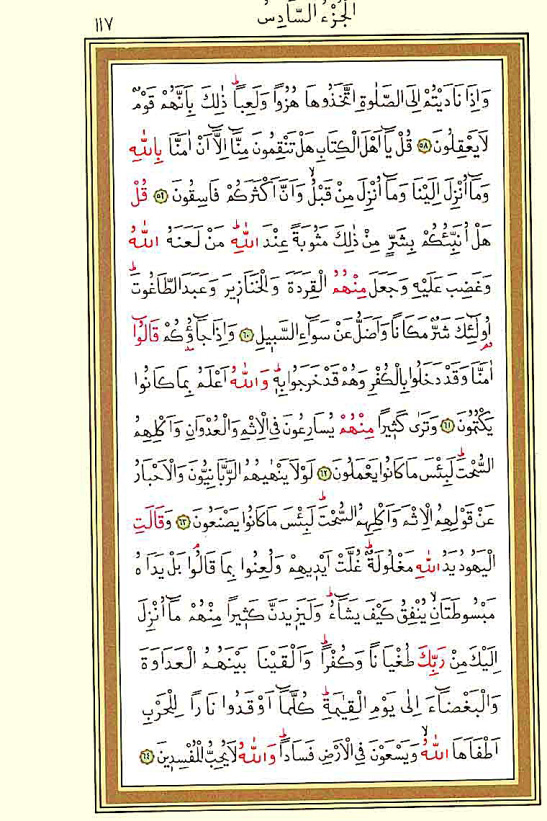 الجزء السادس
١١٧
وَاِذَا نَادَيْتُمْ اِلَى الصَّلٰوةِ اتَّخَذُوهَا هُزُوًا وَلَعِبًاۜ ذٰلِكَ بِاَنَّهُمْ قَوْمٌ
لَا يَعْقِلُونَ ﴿٥٨﴾ قُلْ يَٓا اَهْلَ الْكِتَابِ هَلْ تَنْقِمُونَ مِنَّٓا اِلَّٓا اَنْ اٰمَنَّا بِاللّٰهِ
وَمَٓا اُنْزِلَ اِلَيْنَا وَمَٓا اُنْزِلَ مِنْ قَبْلُۙ وَاَنَّ اَكْثَرَكُمْ فَاسِقُونَ ﴿٥٩﴾ قُلْ
هَلْ اُنَبِّئُكُمْ بِشَرٍّ مِنْ ذٰلِكَ مَثُوبَةً عِنْدَ اللّٰهِۜ مَنْ لَعَنَهُ اللّٰهُ
وَغَضِبَ عَلَيْهِ وَجَعَلَ مِنْهُمُ الْقِرَدَةَ وَالْخَنَازِيرَ وَعَبَدَ الطَّاغُوتَۜ
اُو۬لٰٓئِكَ شَرٌّ مَكَانًا وَاَضَلُّ عَنْ سَوَٓاءِ السَّبِيلِ ﴿٦٠﴾ وَاِذَا جَٓاؤُ۫كُمْ قَالُٓوا
اٰمَنَّا وَقَدْ دَخَلُوا بِالْكُفْرِ وَهُمْ قَدْ خَرَجُوا بِهِۜ وَاللّٰهُ اَعْلَمُ بِمَا كَانُوا
يَكْتُمُونَ ﴿٦١﴾ وَتَرٰى كَثِيرًا مِنْهُمْ يُسَارِعُونَ فِي الْاِثْمِ وَالْعُدْوَانِ وَاَكْلِهِمُ
السُّحْتَۜ لَبِئْسَ مَا كَانُوا يَعْمَلُونَ ﴿٦٢﴾ لَوْلَا يَنْهٰيهُمُ الرَّبَّانِيُّونَ وَالْاَحْبَارُ
عَنْ قَوْلِهِمُ الْاِثْمَ وَاَكْلِهِمُ السُّحْتَۜ لَبِئْسَ مَا كَانُوا يَصْنَعُونَ ﴿٦٣﴾ وَقَالَتِ
الْيَهُودُ يَدُ اللّٰهِ مَغْلُولَةٌۜ غُلَّتْ اَيْدِيهِمْ وَلُعِنُوا بِمَا قَالُواۢ بَلْ يَدَاهُ
مَبْسُوطَتَانِۙ يُنْفِقُ كَيْفَ يَشَٓاءُۜ وَلَيَزِيدَنَّ كَثِيرًا مِنْهُمْ مَٓا اُنْزِلَ
اِلَيْكَ مِنْ رَبِّكَ طُغْيَانًا وَكُفْرًاۜ وَاَلْقَيْنَا بَيْنَهُمُ الْعَدَاوَةَ
وَالْبَغْضَٓاءَ اِلٰى يَوْمِ الْقِيٰمَةِۜ كُلَّمَٓا اَوْقَدُوا نَارًا لِلْحَرْبِ
اَطْفَاَهَا اللّٰهُۙ وَيَسْعَوْنَ فِي الْاَرْضِ فَسَادًاۜ وَاللّٰهُ لَا يُحِبُّ الْمُفْسِدِينَ ﴿٦٤﴾